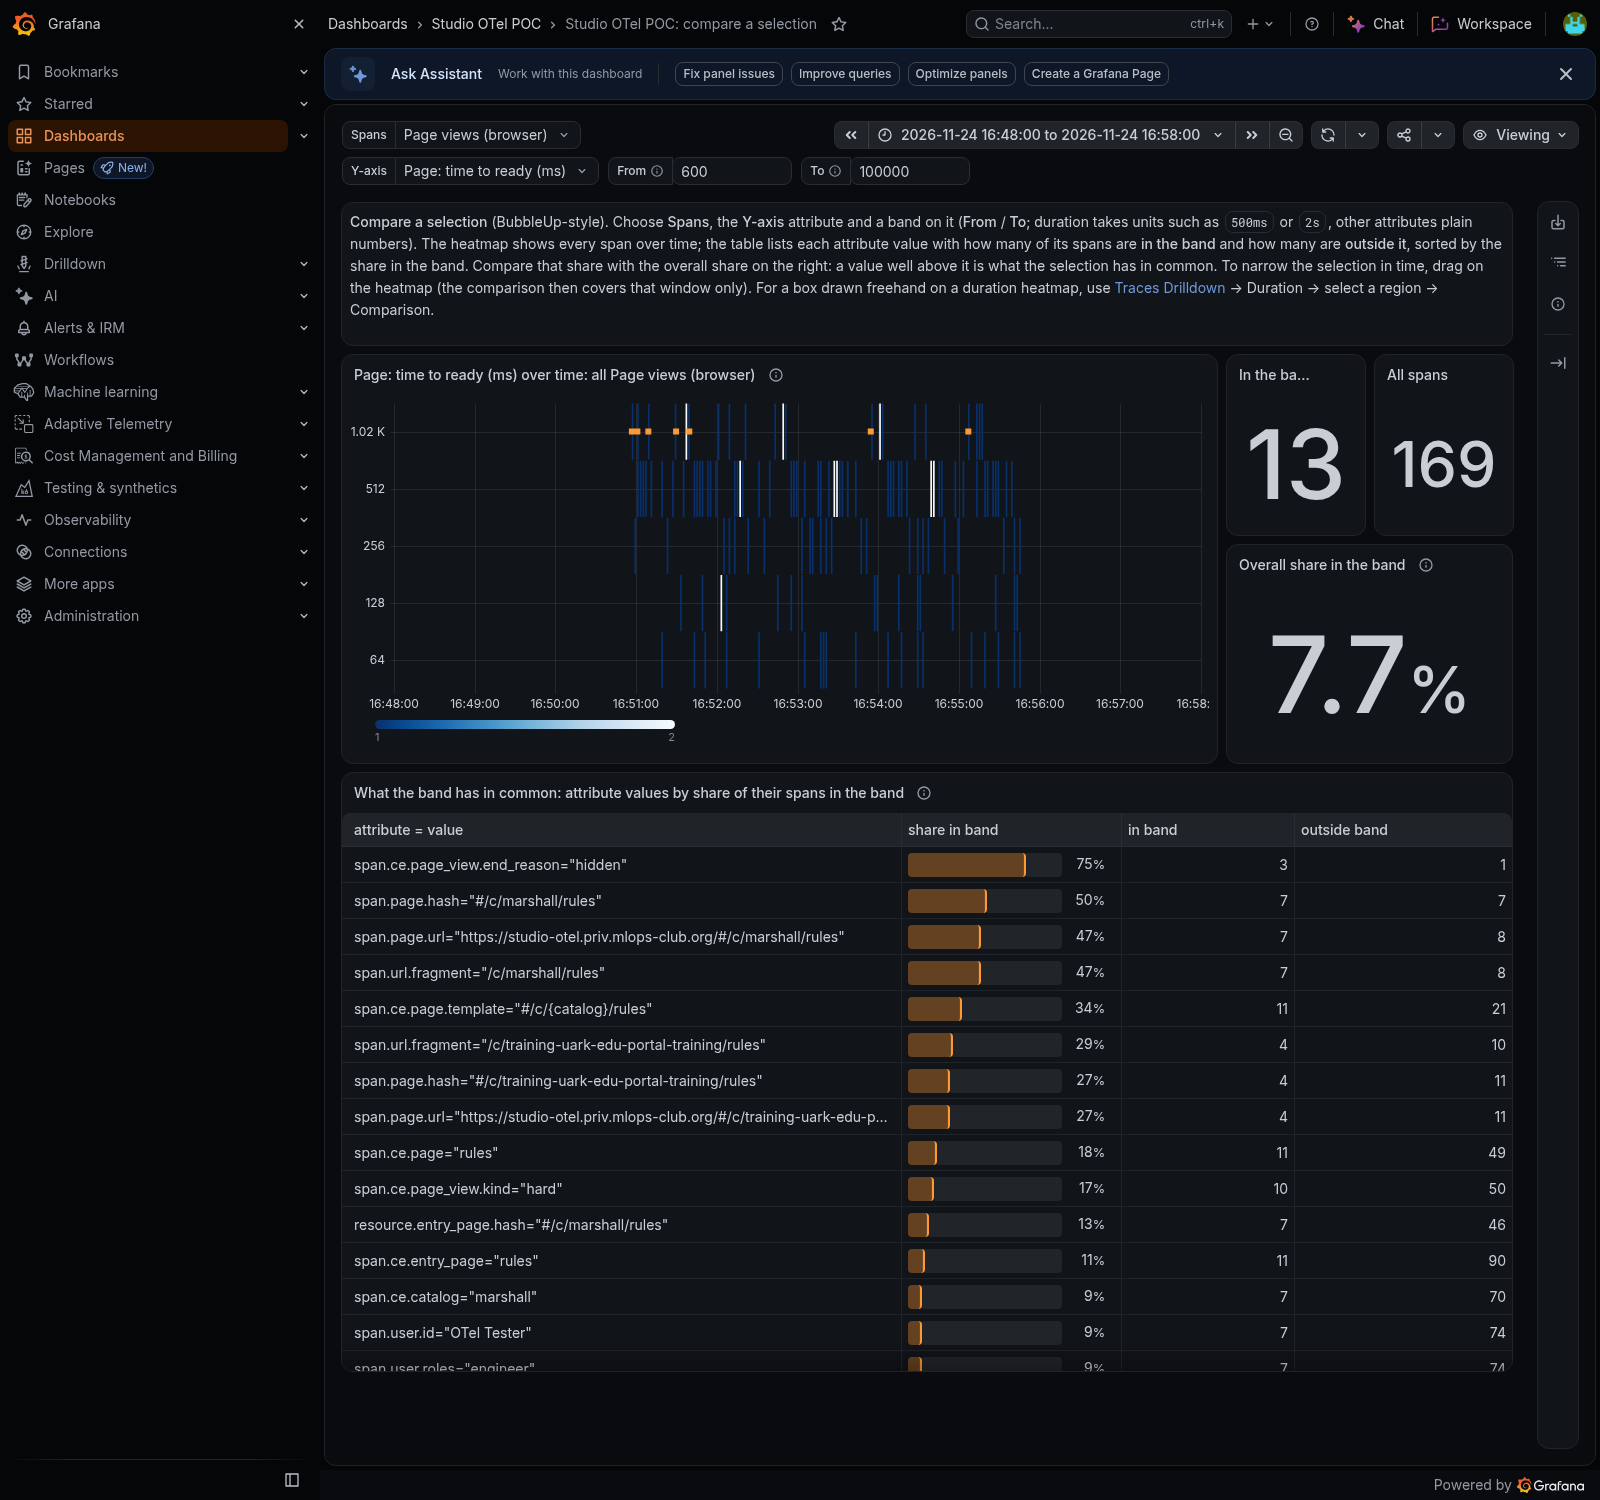 Grafana
Dashboards › Studio OTel POC › Studio OTel POC: compare a selection
Search... ctrl+k
Chat
Workspace
Bookmarks
Starred
Dashboards
Pages New!
Notebooks
Explore
Drilldown
AI
Alerts & IRM
Workflows
Machine learning
Adaptive Telemetry
Cost Management and Billing
Testing & synthetics
Observability
Connections
More apps
Administration
Ask Assistant Work with this dashboard Fix panel issues Improve queries Optimize panels Create a Grafana Page
Spans Page views (browser)
2026-11-24 16:48:00 to 2026-11-24 16:58:00
Viewing
Y-axis Page: time to ready (ms) From 600 To 100000
Compare a selection (BubbleUp-style). Choose Spans, the Y-axis attribute and a band on it (From / To; duration takes units such as 500ms or 2s, other attributes plain
numbers). The heatmap shows every span over time; the table lists each attribute value with how many of its spans are in the band and how many are outside it, sorted by the
share in the band. Compare that share with the overall share on the right: a value well above it is what the selection has in common. To narrow the selection in time, drag on
the heatmap (the comparison then covers that window only). For a box drawn freehand on a duration heatmap, use Traces Drilldown → Duration → select a region →
Comparison.
Page: time to ready (ms) over time: all Page views (browser)
1.02 K
512
256
128
64
16:48:00 16:49:00 16:50:00 16:51:00 16:52:00 16:53:00 16:54:00 16:55:00 16:56:00 16:57:00 16:58:
1 2
In the ba...
13
All spans
169
Overall share in the band
7.7%
What the band has in common: attribute values by share of their spans in the band
attribute = value share in band in band outside band
span.ce.page_view.end_reason="hidden" 75% 3 1
span.page.hash="#/c/marshall/rules" 50% 7 7
span.page.url="https://studio-otel.priv.mlops-club.org/#/c/marshall/rules" 47% 7 8
span.url.fragment="/c/marshall/rules" 47% 7 8
span.ce.page.template="#/c/{catalog}/rules" 34% 11 21
span.url.fragment="/c/training-uark-edu-portal-training/rules" 29% 4 10
span.page.hash="#/c/training-uark-edu-portal-training/rules" 27% 4 11
span.page.url="https://studio-otel.priv.mlops-club.org/#/c/training-uark-edu-p... 27% 4 11
span.ce.page="rules" 18% 11 49
span.ce.page_view.kind="hard" 17% 10 50
resource.entry_page.hash="#/c/marshall/rules" 13% 7 46
span.ce.entry_page="rules" 11% 11 90
span.ce.catalog="marshall" 9% 7 70
span.user.id="OTel Tester" 9% 7 74
span.user.roles="engineer" 9% 7 74
Powered by Grafana